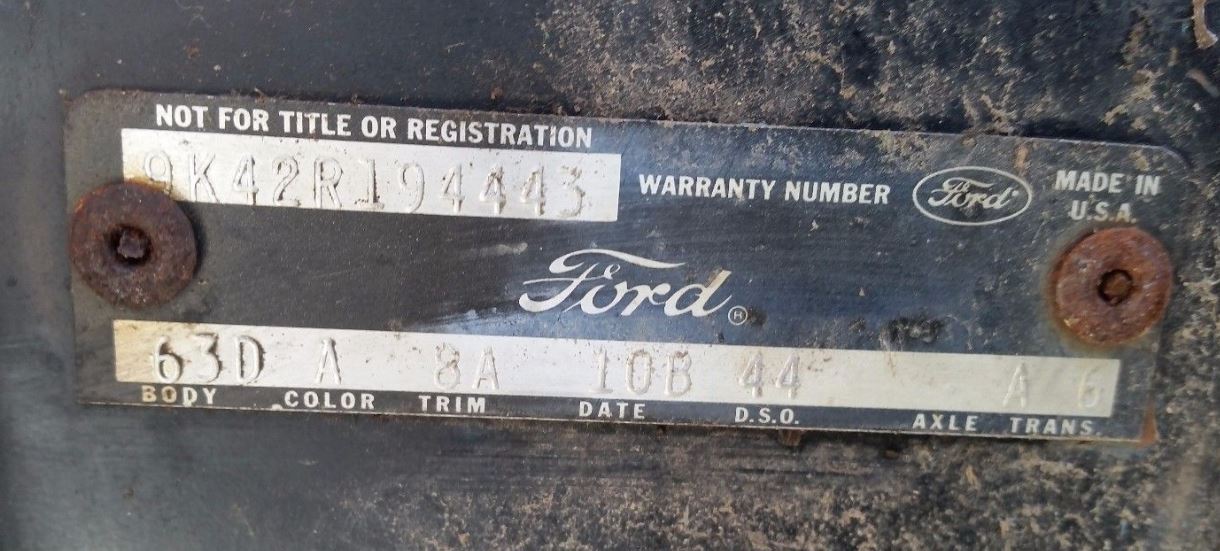 NOT FOR TITLE OR REGISTRATION
9K42R194443
WARRANTY NUMBER
Ford
MADE IN
U.S.A.
Ford®
63D A 8A 10B 44 A 6
BODY COLOR TRIM DATE D.S.O. AXLE TRANS.